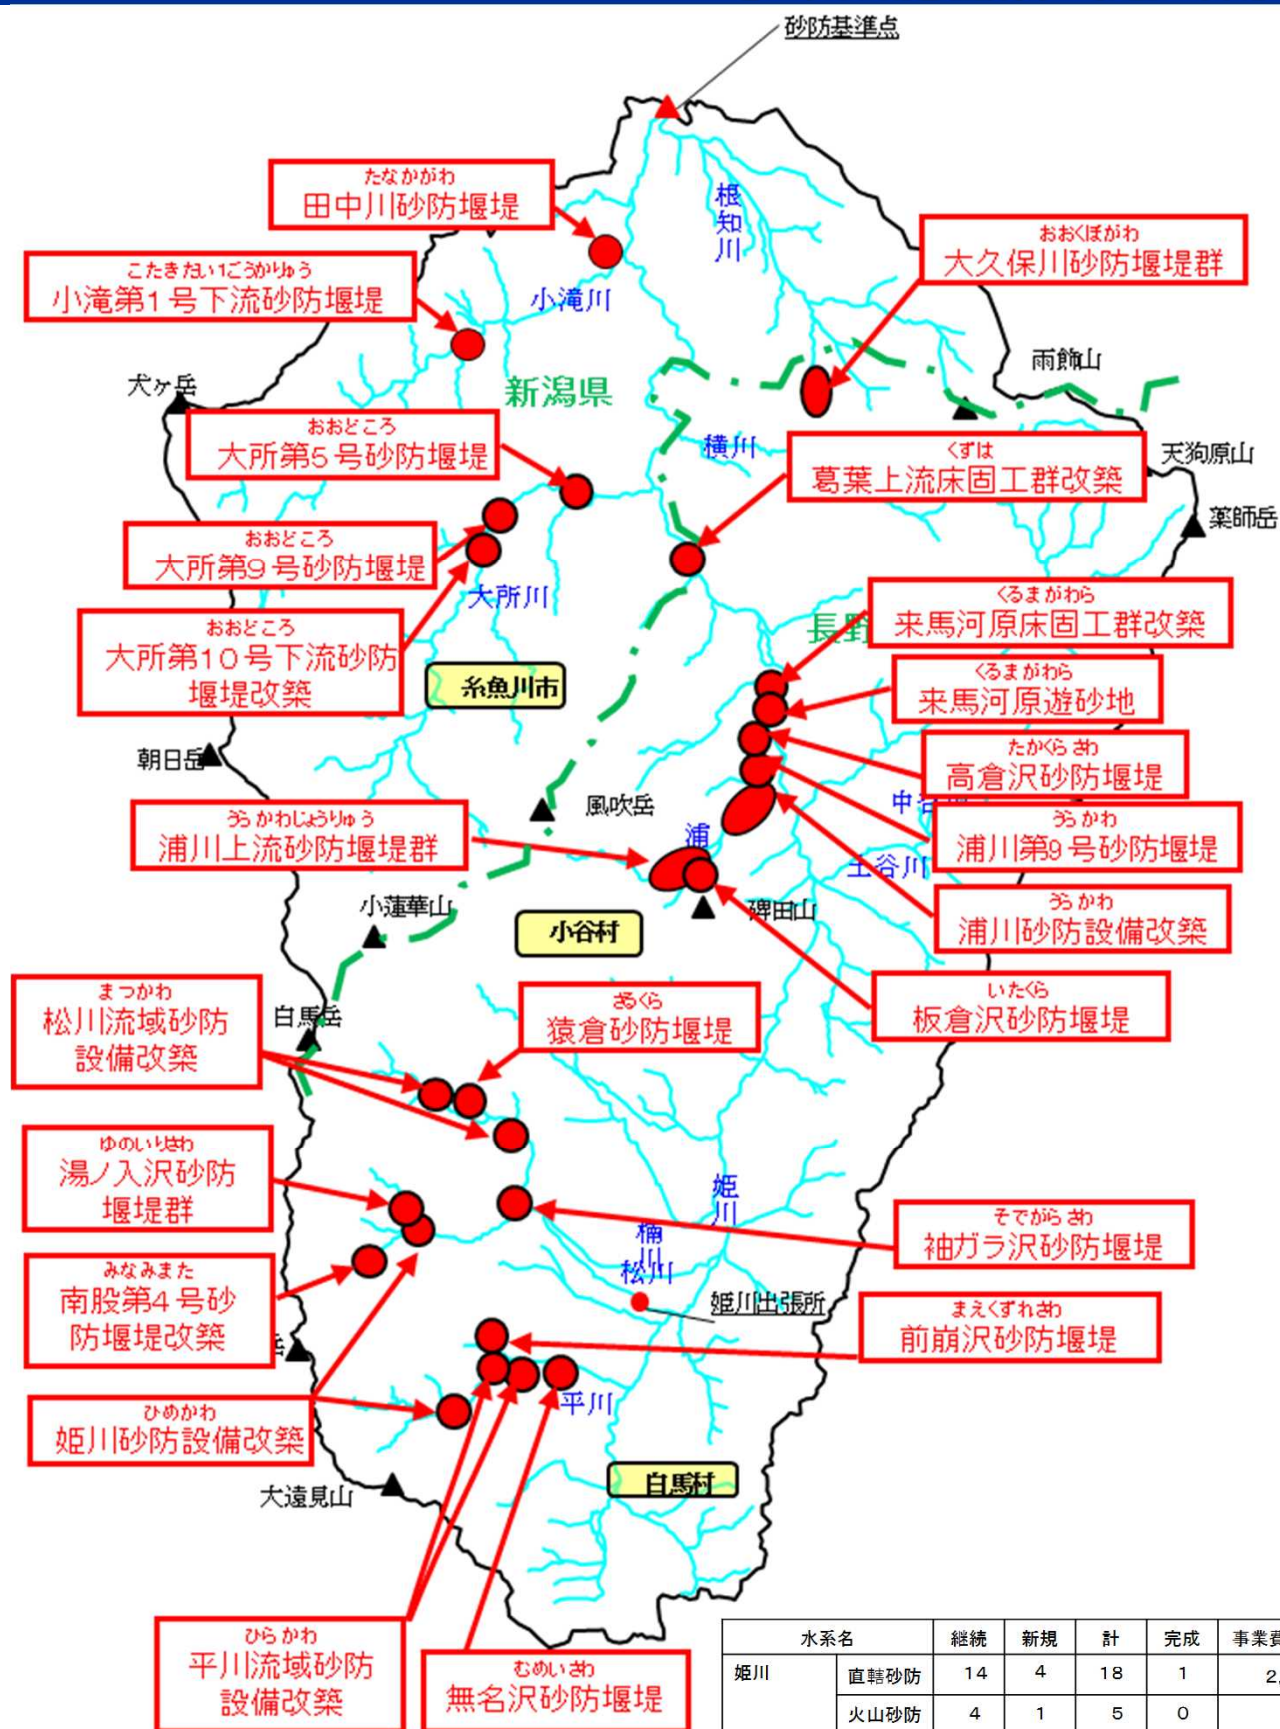 砂防基準点
たなかがわ
田中川砂防堰堤
根知川
おおくぼがわ
大久保川砂防堰堤群
こたきだい1ごうかりゅう
小滝第1号下流砂防堰堤
小滝川
雨飾山
犬ヶ岳
新潟県
おおどころ
大所第5号砂防堰堤
横川
くずは
葛葉上流床固工群改築
天狗原山
薬師岳
おおどころ
大所第9号砂防堰堤
大所川
くるまがわら
来馬河原床固工群改築
長野
おおどころ
大所第10号下流砂防
堰堤改築
糸魚川市
くるまがわら
来馬河原遊砂地
朝日岳
たかくらさわ
高倉沢砂防堰堤
風吹岳
うらかわじょうりゅう
浦川上流砂防堰堤群
浦
うらかわ
浦川第9号砂防堰堤
土谷川
小蓮華山
小谷村
碑田山
うらかわ
浦川砂防設備改築
まつかわ
松川流域砂防
設備改築
白馬岳
さるくら
猿倉砂防堰堤
いたくら
板倉沢砂防堰堤
ゆのいりさわ
湯ノ入沢砂防
堰堤群
姫川
そでがらさわ
袖ガラ沢砂防堰堤
楠川
松川
みなみまた
南股第4号砂
防堰堤改築
姫川出張所
まえくずれさわ
前崩沢砂防堰堤
岳
ひめかわ
姫川砂防設備改築
平川
大遠見山
白馬村
ひらかわ
平川流域砂防
設備改築
むめいさわ
無名沢砂防堰堤
水系名 継続 新規 計 完成 事業費
姫川 直轄砂防 14 4 18 1 2,
火山砂防 4 1 5 0